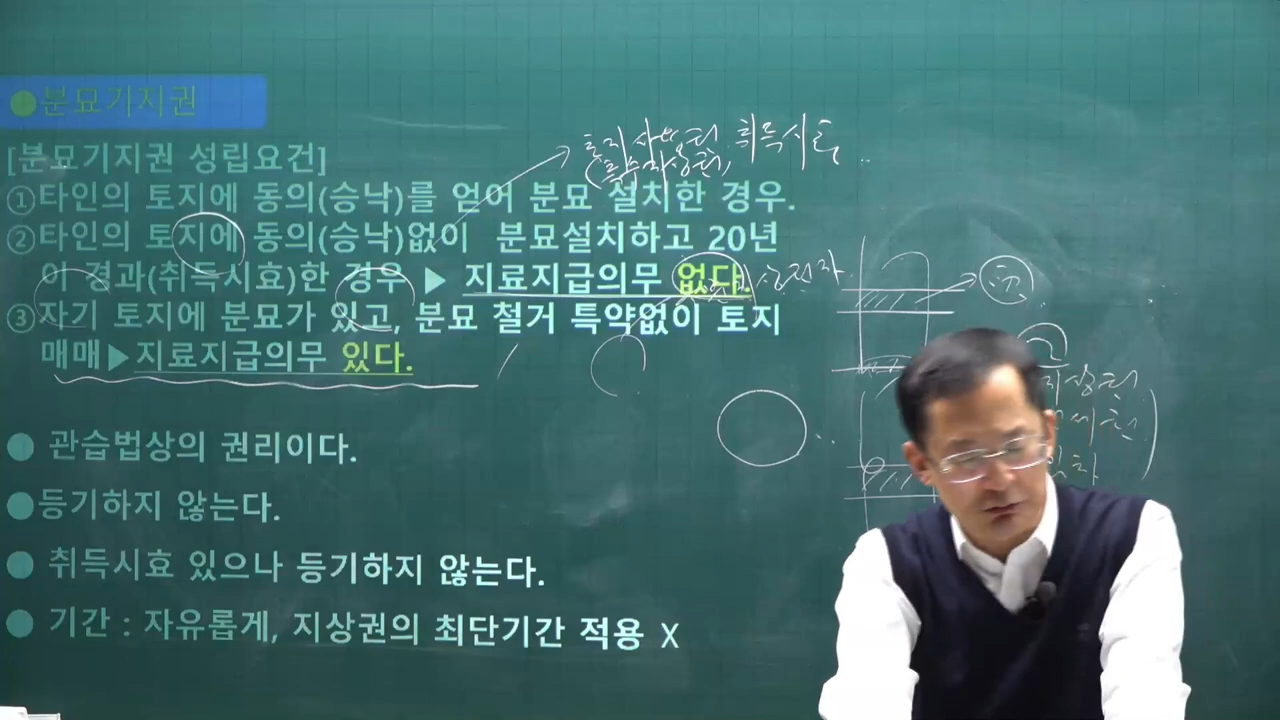 ●분묘기지권
[분묘기지권 성립요건]
①타인의 토지에 동의(승낙)를 얻어 분묘 설치한 경우.
②타인의 토지에 동의(승낙)없이 분묘설치하고 20년
이 경과(취득시효)한 경우 ▶ 지료지급의무 없다.
③자기 토지에 분묘가 있고, 분묘 철거 특약없이 토지
매매▶지료지급의무 있다.
● 관습법상의 권리이다.
●등기하지 않는다.
● 취득시효 있으나 등기하지 않는다.
● 기간 : 자유롭게, 지상권의 최단기간 적용 X
취득시효
지상권